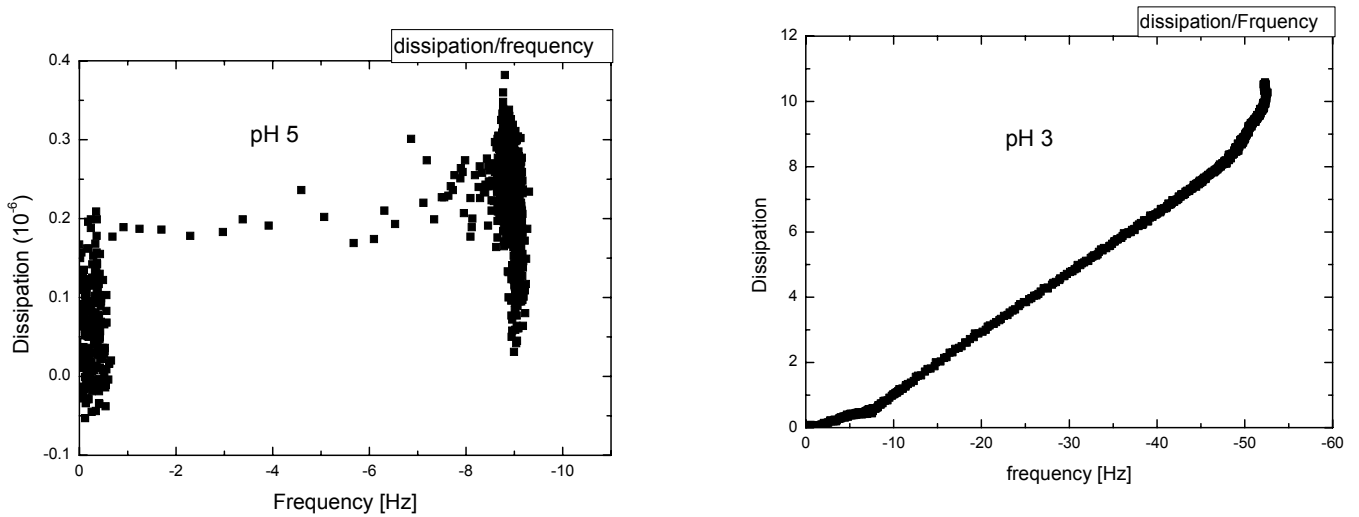 dissipation/frequency
0.4
0.3
0.2
0.1
0.0
-0.1
Dissipation (10-6)
pH 5
0 -2 -4 -6 -8 -10
Frequency [Hz]
dissipation/Frquency
12
10
8
6
4
2
0
Dissipation
pH 3
0 -10 -20 -30 -40 -50 -60
frequency [Hz]